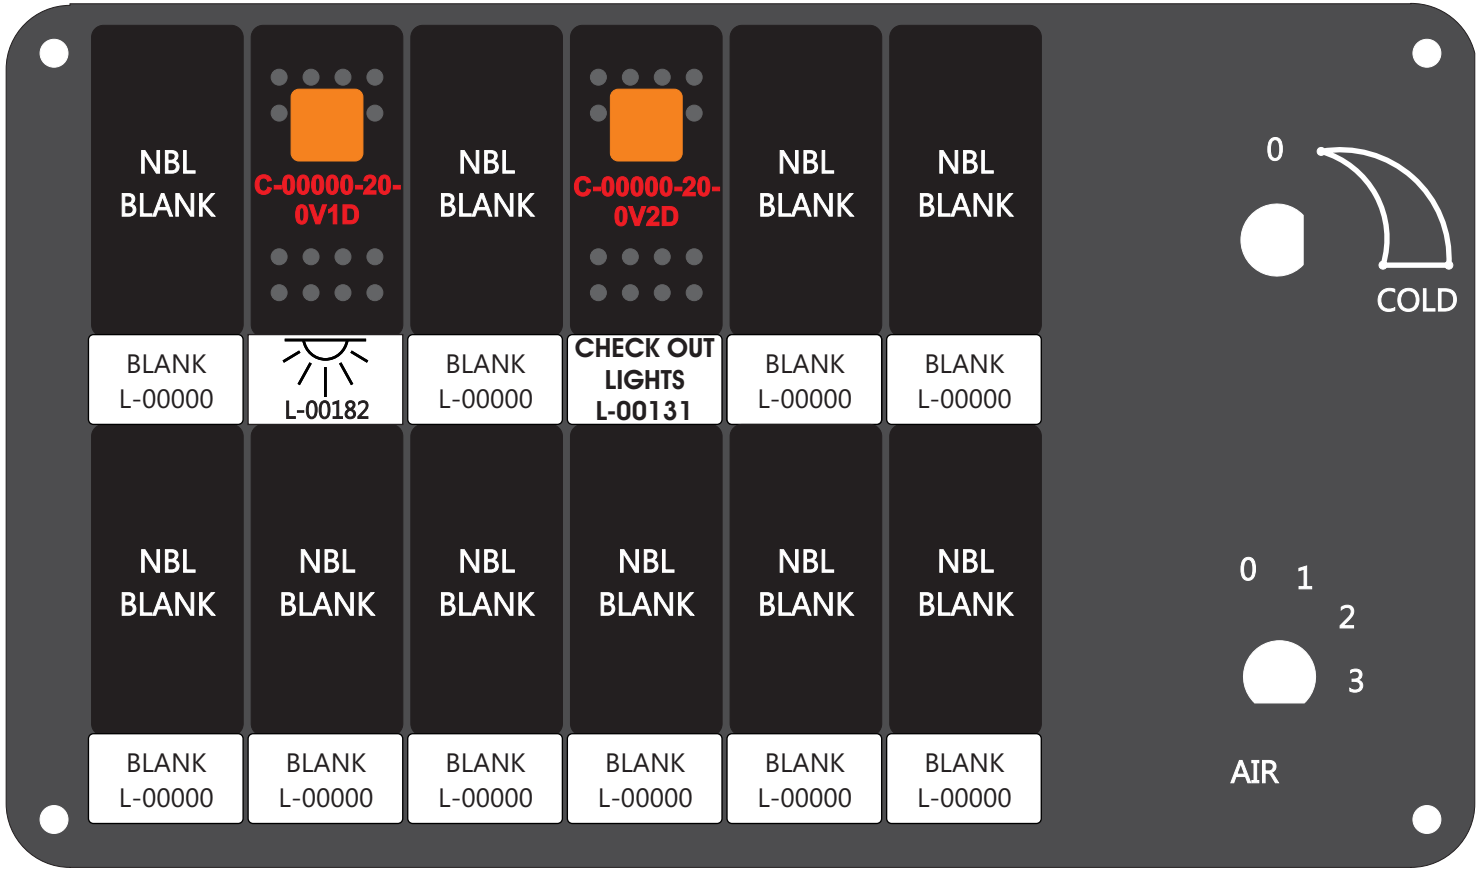 NBL
BLANK
C-00000-20-
0V1D
NBL
BLANK
C-00000-20-
0V2D
NBL
BLANK
NBL
BLANK
BLANK
L-00000
L-00182
BLANK
L-00000
CHECK OUT
LIGHTS
L-00131
BLANK
L-00000
BLANK
L-00000
NBL
BLANK
NBL
BLANK
NBL
BLANK
NBL
BLANK
NBL
BLANK
NBL
BLANK
BLANK
L-00000
BLANK
L-00000
BLANK
L-00000
BLANK
L-00000
BLANK
L-00000
BLANK
L-00000
0
COLD
0
1
2
3
AIR